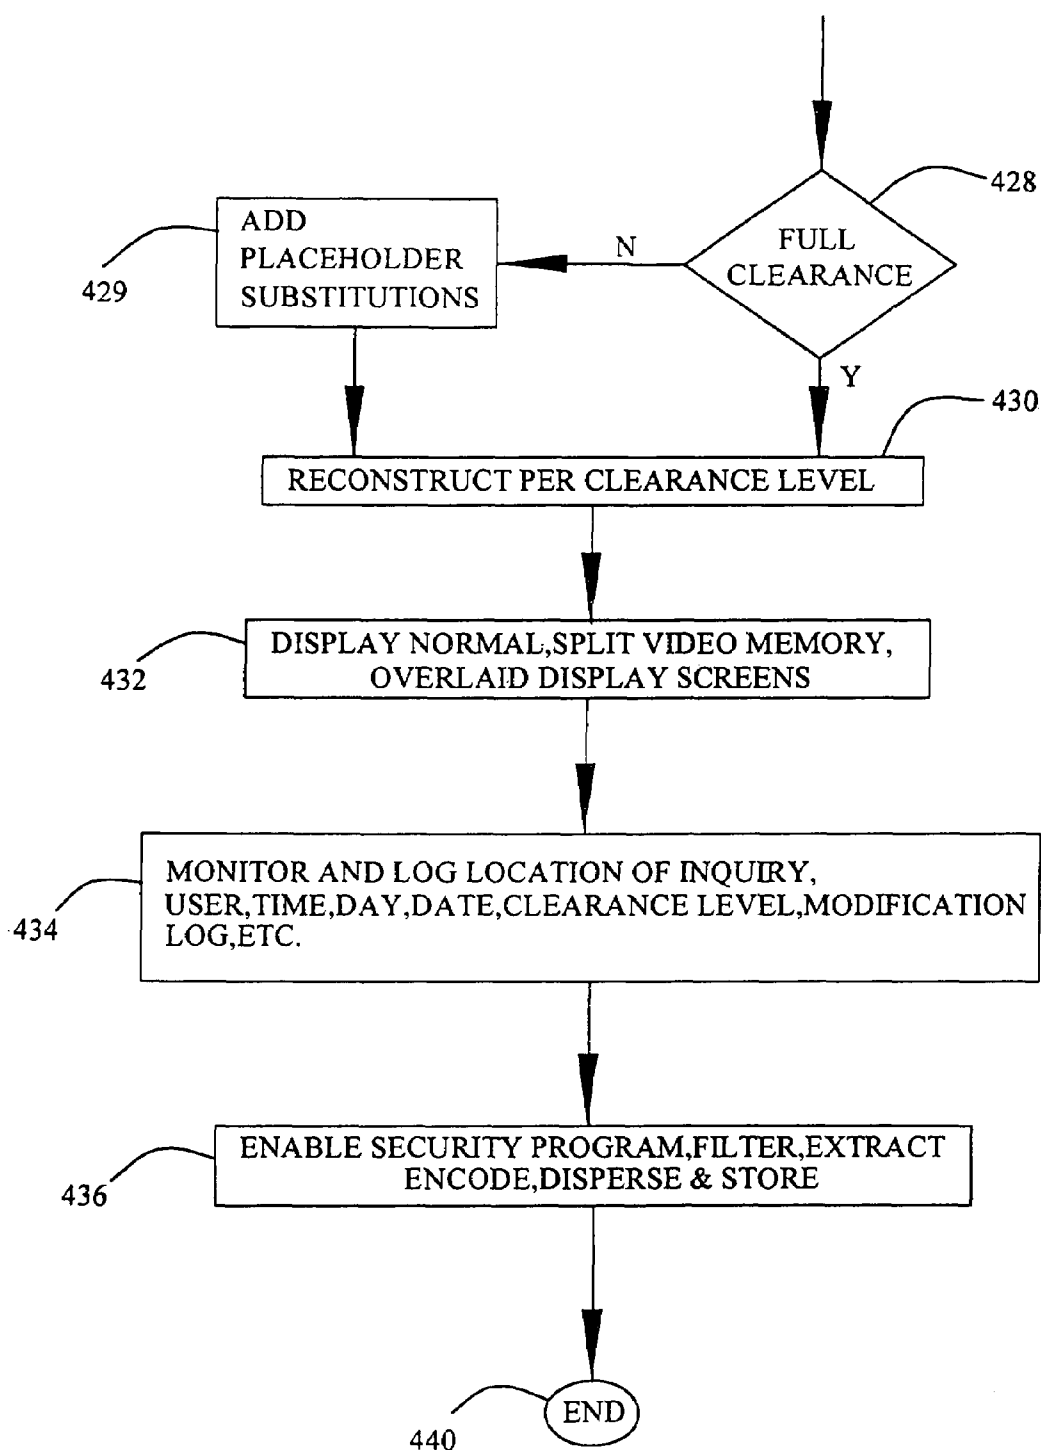 428
FULL
CLEARANCE
N
ADD
PLACEHOLDER
SUBSTITUTIONS
429
Y
430
RECONSTRUCT PER CLEARANCE LEVEL
DISPLAY NORMAL,SPLIT VIDEO MEMORY,
OVERLAID DISPLAY SCREENS
432
MONITOR AND LOG LOCATION OF INQUIRY,
USER,TIME,DAY,DATE,CLEARANCE LEVEL,MODIFICATION
LOG,ETC.
434
ENABLE SECURITY PROGRAM,FILTER,EXTRACT
ENCODE,DISPERSE & STORE
436
END
440